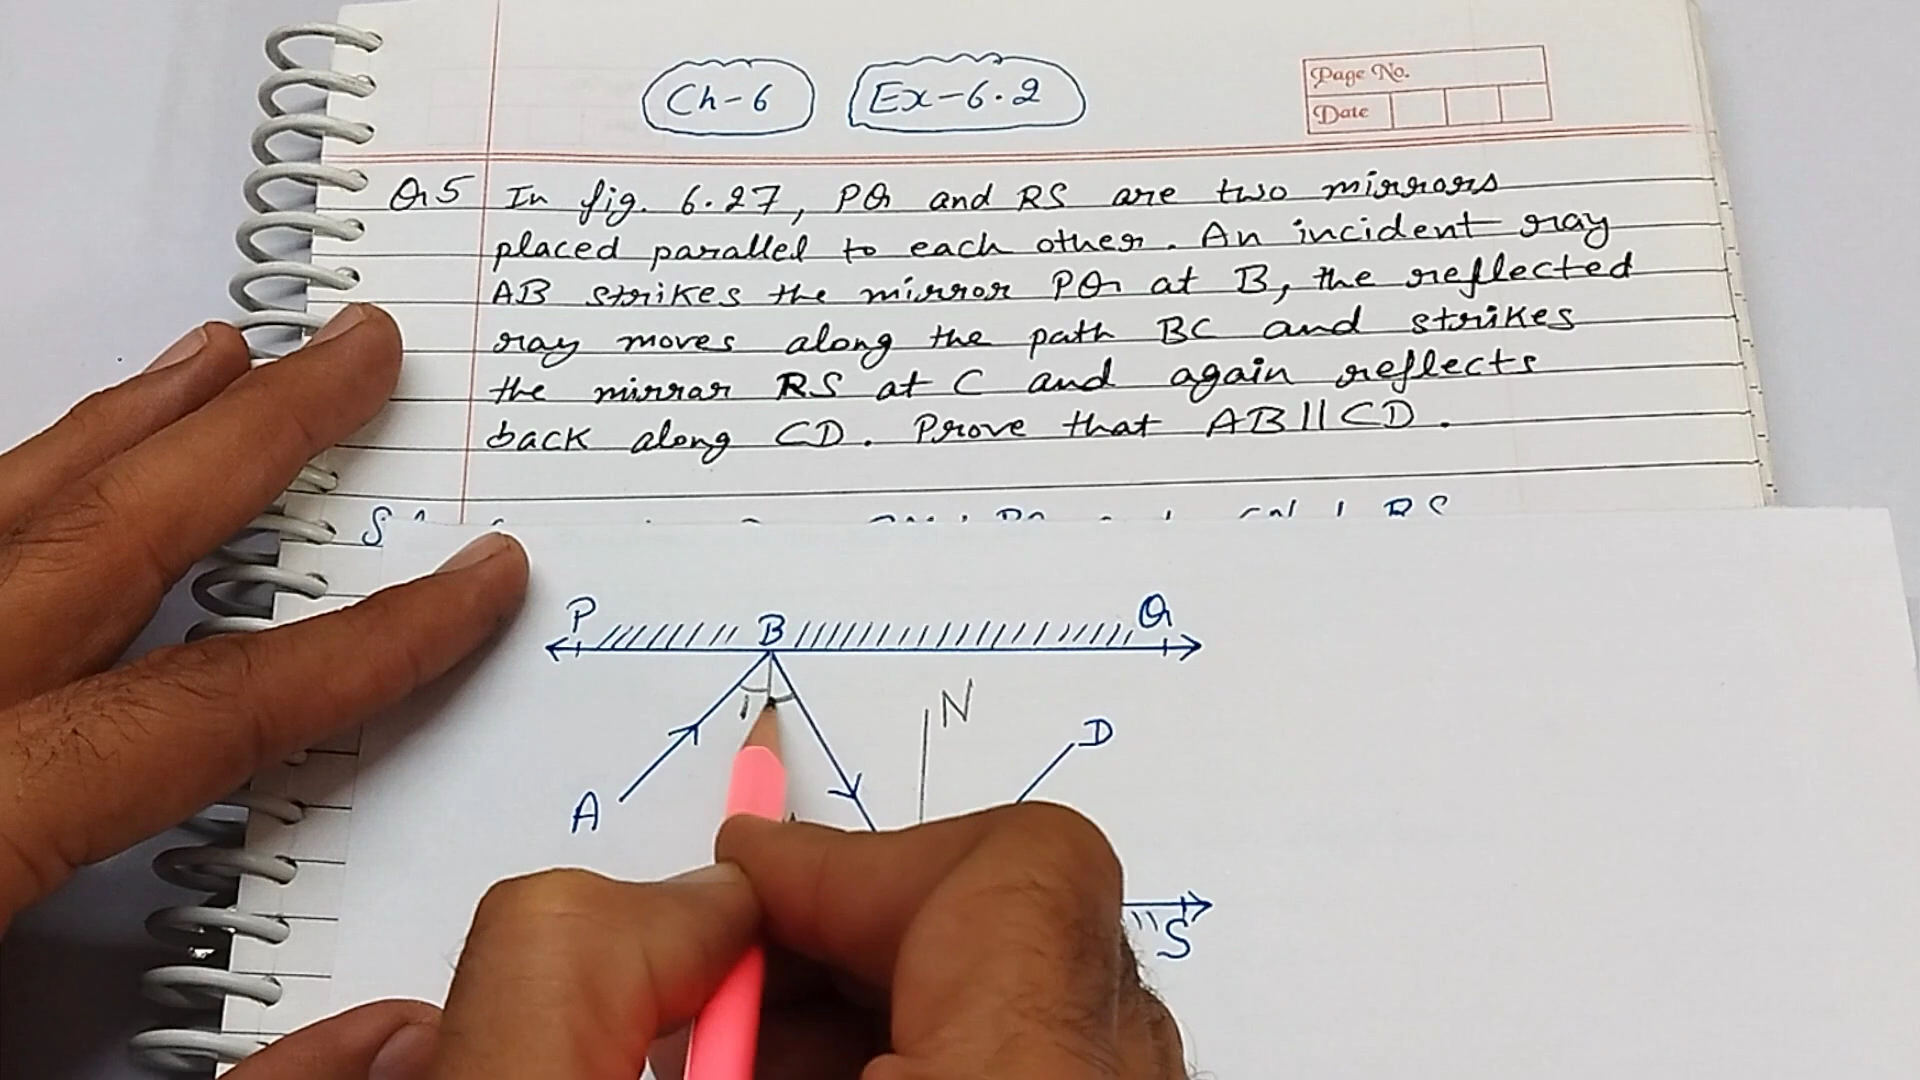 Ch-6 Ex-6.2
Page No.
Date
Q5 In fig. 6.27, PQ and RS are two mirrors
placed parallel to each other. An incident ray
AB strikes the mirror PQ at B, the reflected
ray moves along the path BC and strikes
the mirrar RS at C and again reflects
back along CD. Prove that AB||CD.
P B Q
1 N
D
A
S